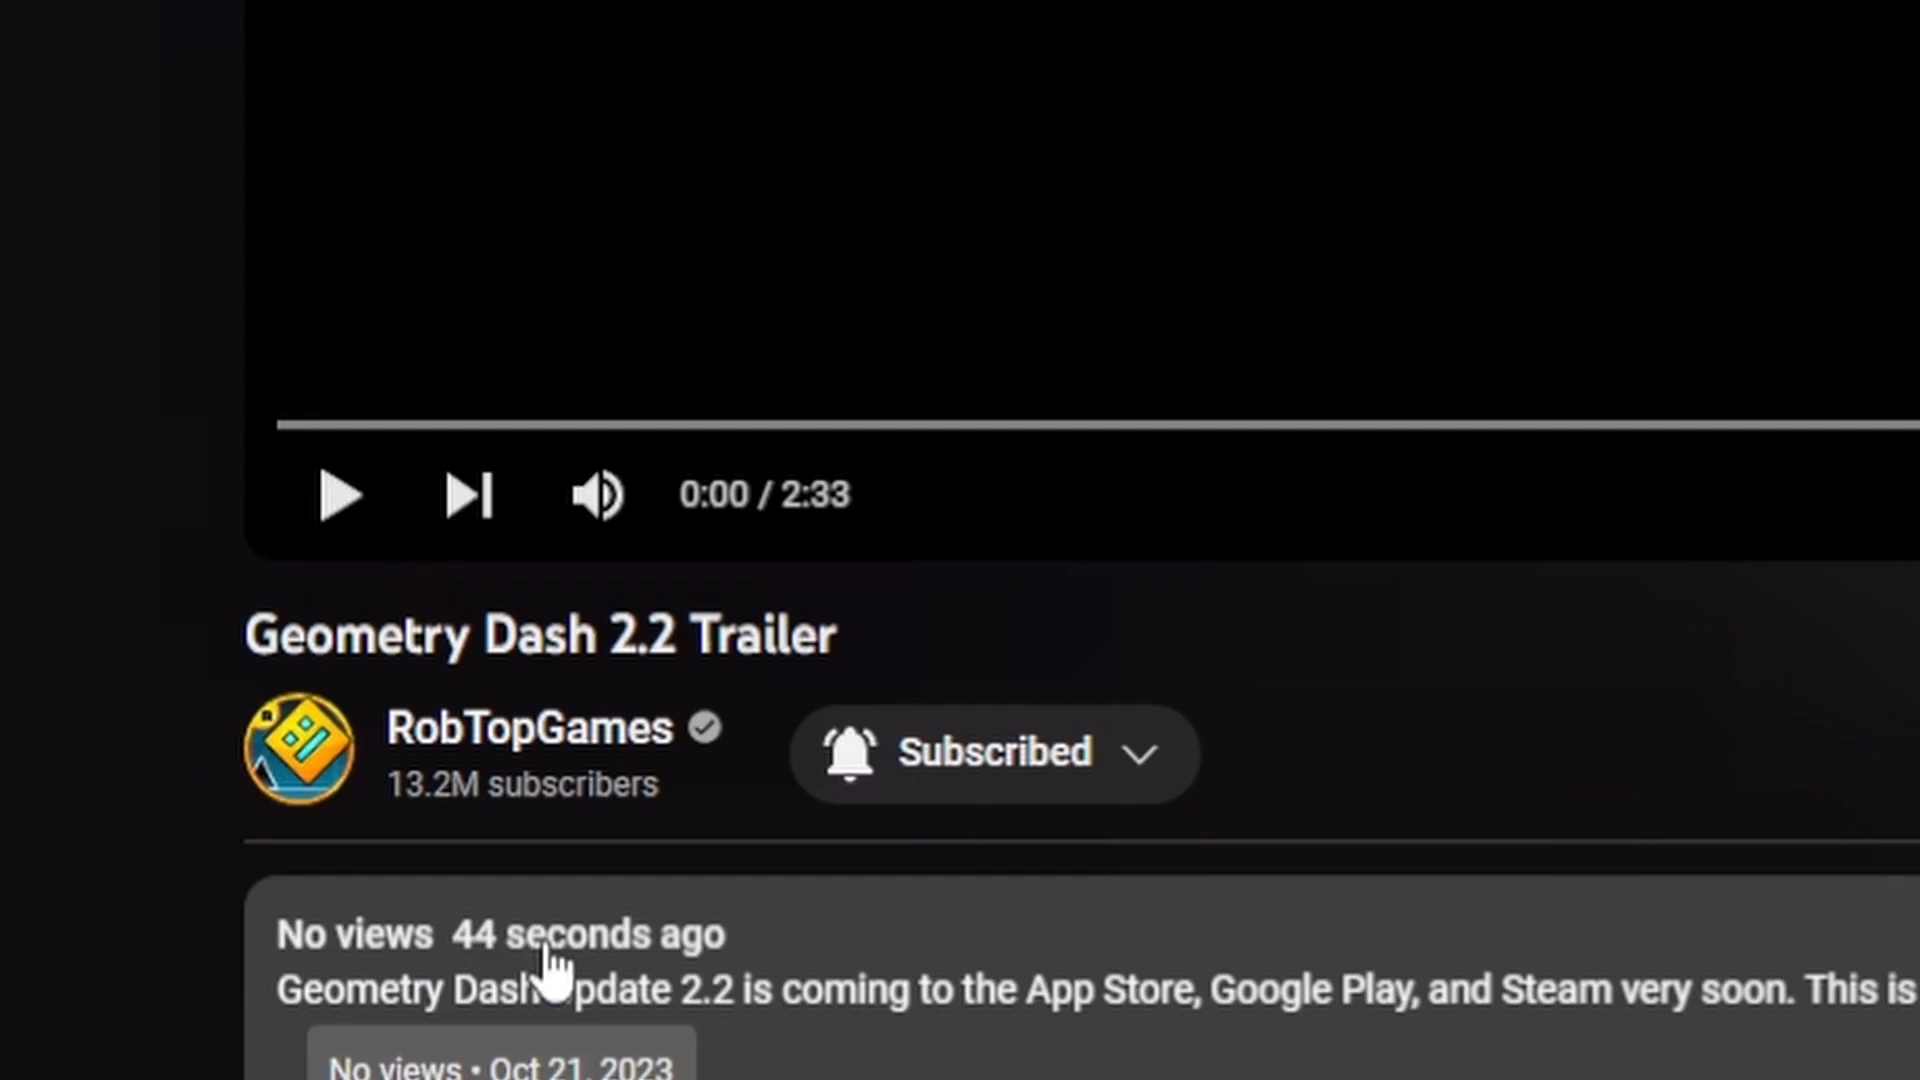 0:00 / 2:33
Geometry Dash 2.2 Trailer
RobTopGames
13.2M subscribers
Subscribed
No views 44 seconds ago
Geometry Dash Update 2.2 is coming to the App Store, Google Play, and Steam very soon. This is
No views • Oct 21, 2023